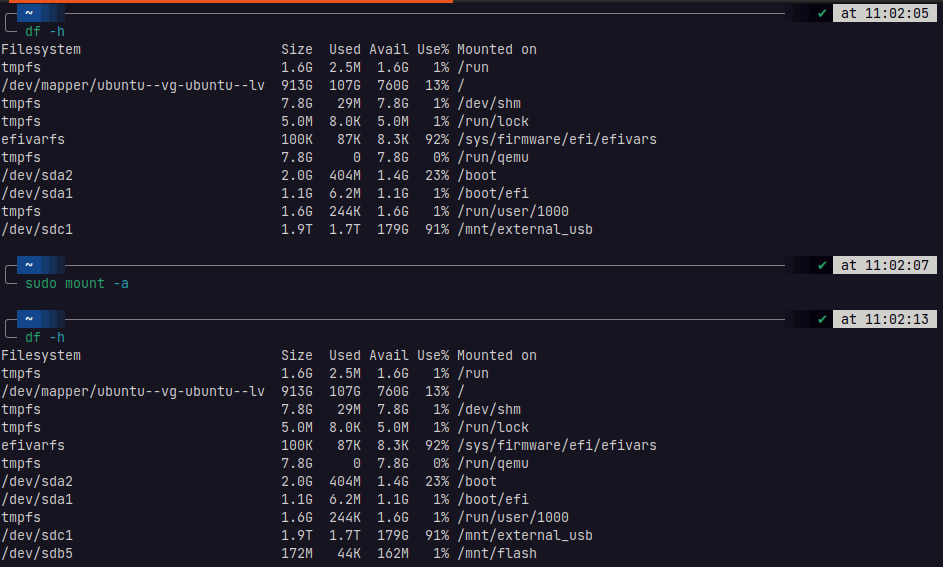 ~ ✔ at 11:02:05
df -h
Filesystem Size Used Avail Use% Mounted on
tmpfs 1.6G 2.5M 1.6G 1% /run
/dev/mapper/ubuntu--vg-ubuntu--lv 913G 107G 760G 13% /
tmpfs 7.8G 29M 7.8G 1% /dev/shm
tmpfs 5.0M 8.0K 5.0M 1% /run/lock
efivarfs 100K 87K 8.3K 92% /sys/firmware/efi/efivars
tmpfs 7.8G 0 7.8G 0% /run/qemu
/dev/sda2 2.0G 404M 1.4G 23% /boot
/dev/sda1 1.1G 6.2M 1.1G 1% /boot/efi
tmpfs 1.6G 244K 1.6G 1% /run/user/1000
/dev/sdc1 1.9T 1.7T 179G 91% /mnt/external_usb
~ ✔ at 11:02:07
sudo mount -a
~ ✔ at 11:02:13
df -h
Filesystem Size Used Avail Use% Mounted on
tmpfs 1.6G 2.5M 1.6G 1% /run
/dev/mapper/ubuntu--vg-ubuntu--lv 913G 107G 760G 13% /
tmpfs 7.8G 29M 7.8G 1% /dev/shm
tmpfs 5.0M 8.0K 5.0M 1% /run/lock
efivarfs 100K 87K 8.3K 92% /sys/firmware/efi/efivars
tmpfs 7.8G 0 7.8G 0% /run/qemu
/dev/sda2 2.0G 404M 1.4G 23% /boot
/dev/sda1 1.1G 6.2M 1.1G 1% /boot/efi
tmpfs 1.6G 244K 1.6G 1% /run/user/1000
/dev/sdc1 1.9T 1.7T 179G 91% /mnt/external_usb
/dev/sdb5 172M 44K 162M 1% /mnt/flash